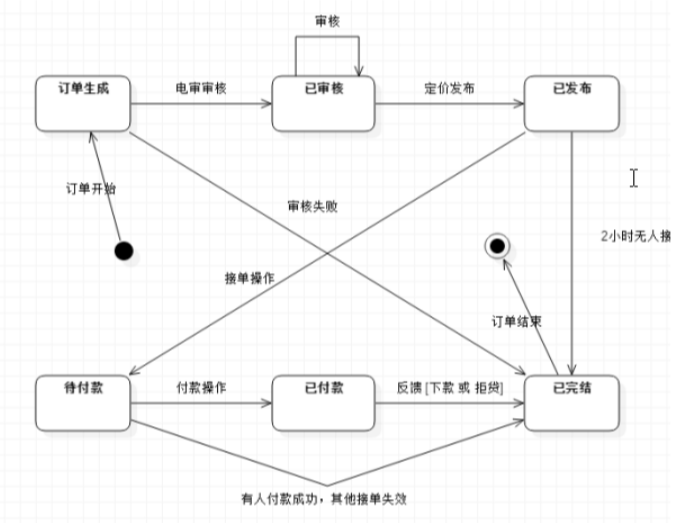 审核
订单生成
电审审核
已审核
定价发布
已发布
订单开始
审核失败
2小时无人接
接单操作
订单结束
待付款
付款操作
已付款
反馈 [下款 或 拒贷]
已完结
有人付款成功，其他接单失效